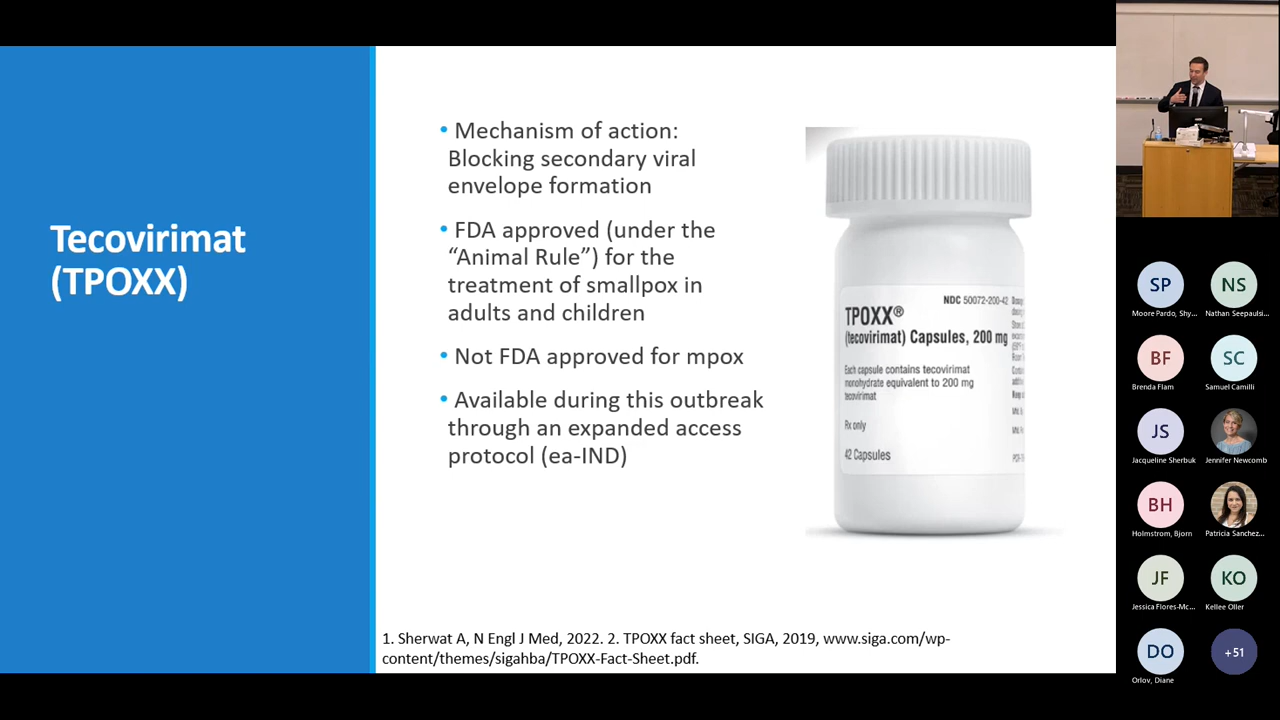 Tecovirimat
(TPOXX)
• Mechanism of action:
Blocking secondary viral
envelope formation
• FDA approved (under the
“Animal Rule”) for the
treatment of smallpox in
adults and children
• Not FDA approved for mpox
• Available during this outbreak
through an expanded access
protocol (ea-IND)
NDC 50072-200-42
TPOXX®
(tecovirimat) Capsules, 200 mg
Each capsule contains tecovirimat
monohydrate equivalent to 200 mg
tecovirimat
Rx only
42 Capsules
1. Sherwat A, N Engl J Med, 2022. 2. TPOXX fact sheet, SIGA, 2019, www.siga.com/wp-
content/themes/sigahba/TPOXX-Fact-Sheet.pdf.
SP
Moore Pardo, Shy...
NS
Nathan Seepaulsi...
BF
Brenda Flam
SC
Samuel Camilli
JS
Jacqueline Sherbuk
Jennifer Newcomb
BH
Holmstrom, Bjorn
Patricia Sanchez...
JF
Jessica Flores-Mc...
KO
Kellee Oller
DO
Orlov, Diane
+51